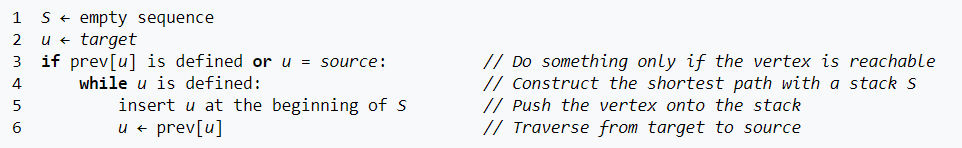 1 S ← empty sequence
2 u ← target
3 if prev[u] is defined or u = source: // Do something only if the vertex is reachable
4 while u is defined: // Construct the shortest path with a stack S
5 insert u at the beginning of S // Push the vertex onto the stack
6 u ← prev[u] // Traverse from target to source